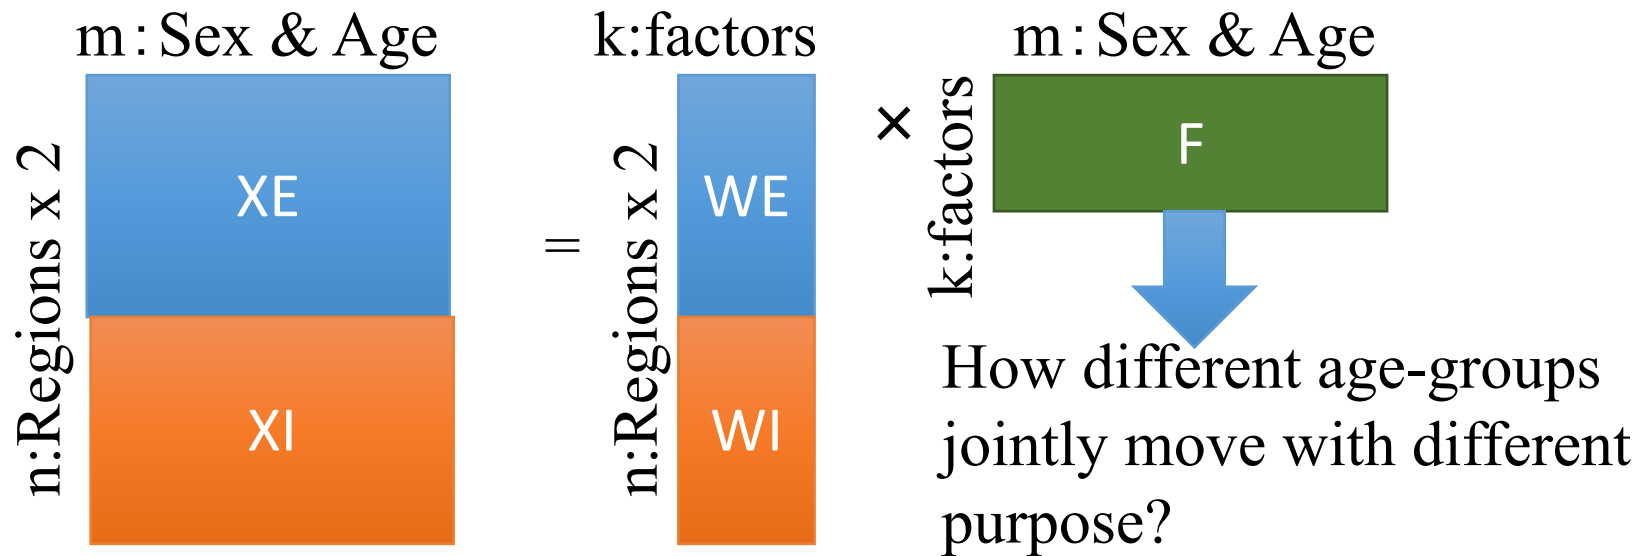 m:Sex & Age
n:Regions x 2
XE
XI
=
k:factors
n:Regions x 2
WE
WI
×
m:Sex & Age
k:factors
F
How different age-groups
jointly move with different
purpose?